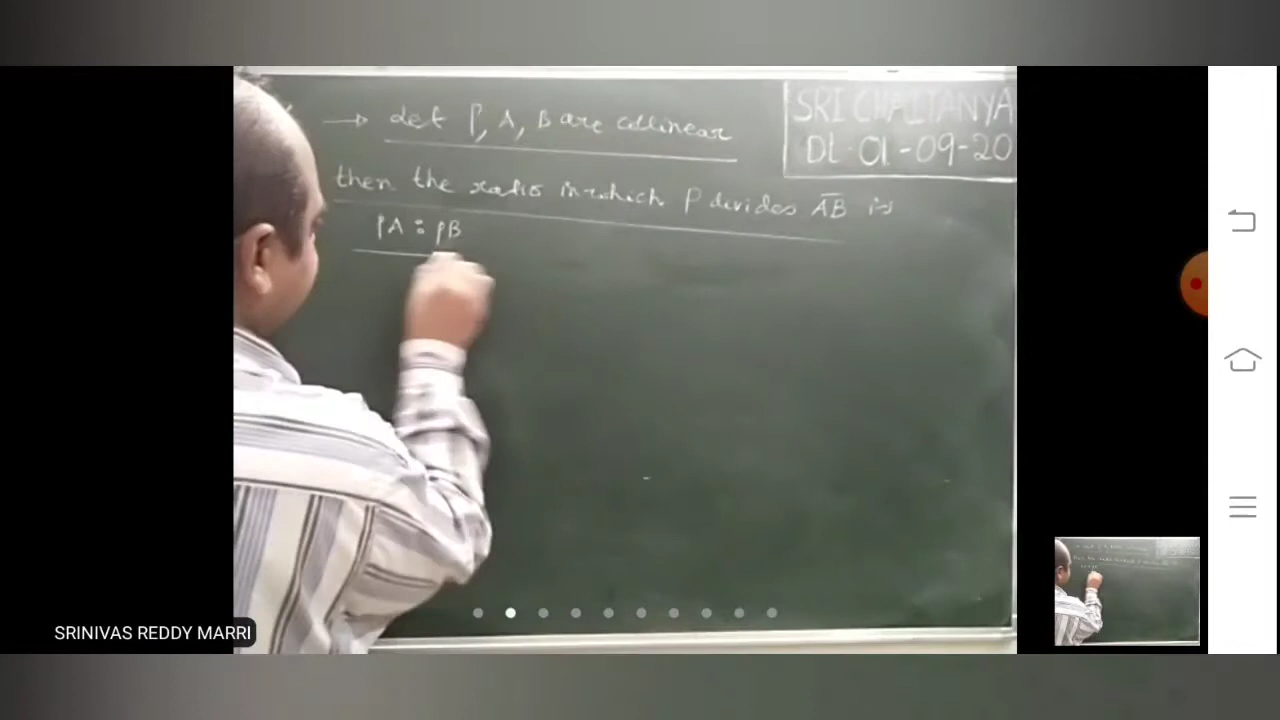 → Let P, A, B are collinear
SRI CHAITANYA
Dt. 01-09-20
then the ratio in which P divides AB is
PA : PB
SRINIVAS REDDY MARRI